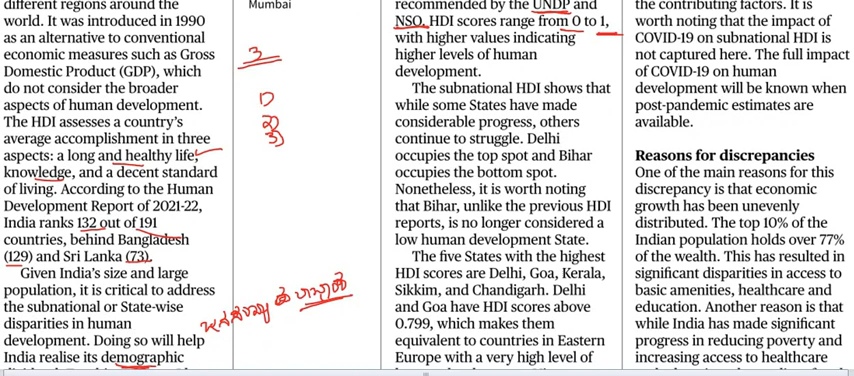 different regions around the
world. It was introduced in 1990
as an alternative to conventional
economic measures such as Gross
Domestic Product (GDP), which
do not consider the broader
aspects of human development.
The HDI assesses a country's
average accomplishment in three
aspects: a long and healthy life,
knowledge, and a decent standard
of living. According to the Human
Development Report of 2021-22,
India ranks 132 out of 191
countries, behind Bangladesh
(129) and Sri Lanka (73).
Given India's size and large
population, it is critical to address
the subnational or State-wise
disparities in human
development. Doing so will help
India realise its demographic
Mumbai
3
1)
2)
3)
recommended by the UNDP and
NSO. HDI scores range from 0 to 1,
with higher values indicating
higher levels of human
development.
The subnational HDI shows that
while some States have made
considerable progress, others
continue to struggle. Delhi
occupies the top spot and Bihar
occupies the bottom spot.
Nonetheless, it is worth noting
that Bihar, unlike the previous HDI
reports, is no longer considered a
low human development State.
The five States with the highest
HDI scores are Delhi, Goa, Kerala,
Sikkim, and Chandigarh. Delhi
and Goa have HDI scores above
0.799, which makes them
equivalent to countries in Eastern
Europe with a very high level of
the contributing factors. It is
worth noting that the impact of
COVID-19 on subnational HDI is
not captured here. The full impact
of COVID-19 on human
development will be known when
post-pandemic estimates are
available.
Reasons for discrepancies
One of the main reasons for this
discrepancy is that economic
growth has been unevenly
distributed. The top 10% of the
Indian population holds over 77%
of the wealth. This has resulted in
significant disparities in access to
basic amenities, healthcare and
education. Another reason is that
while India has made significant
progress in reducing poverty and
increasing access to healthcare